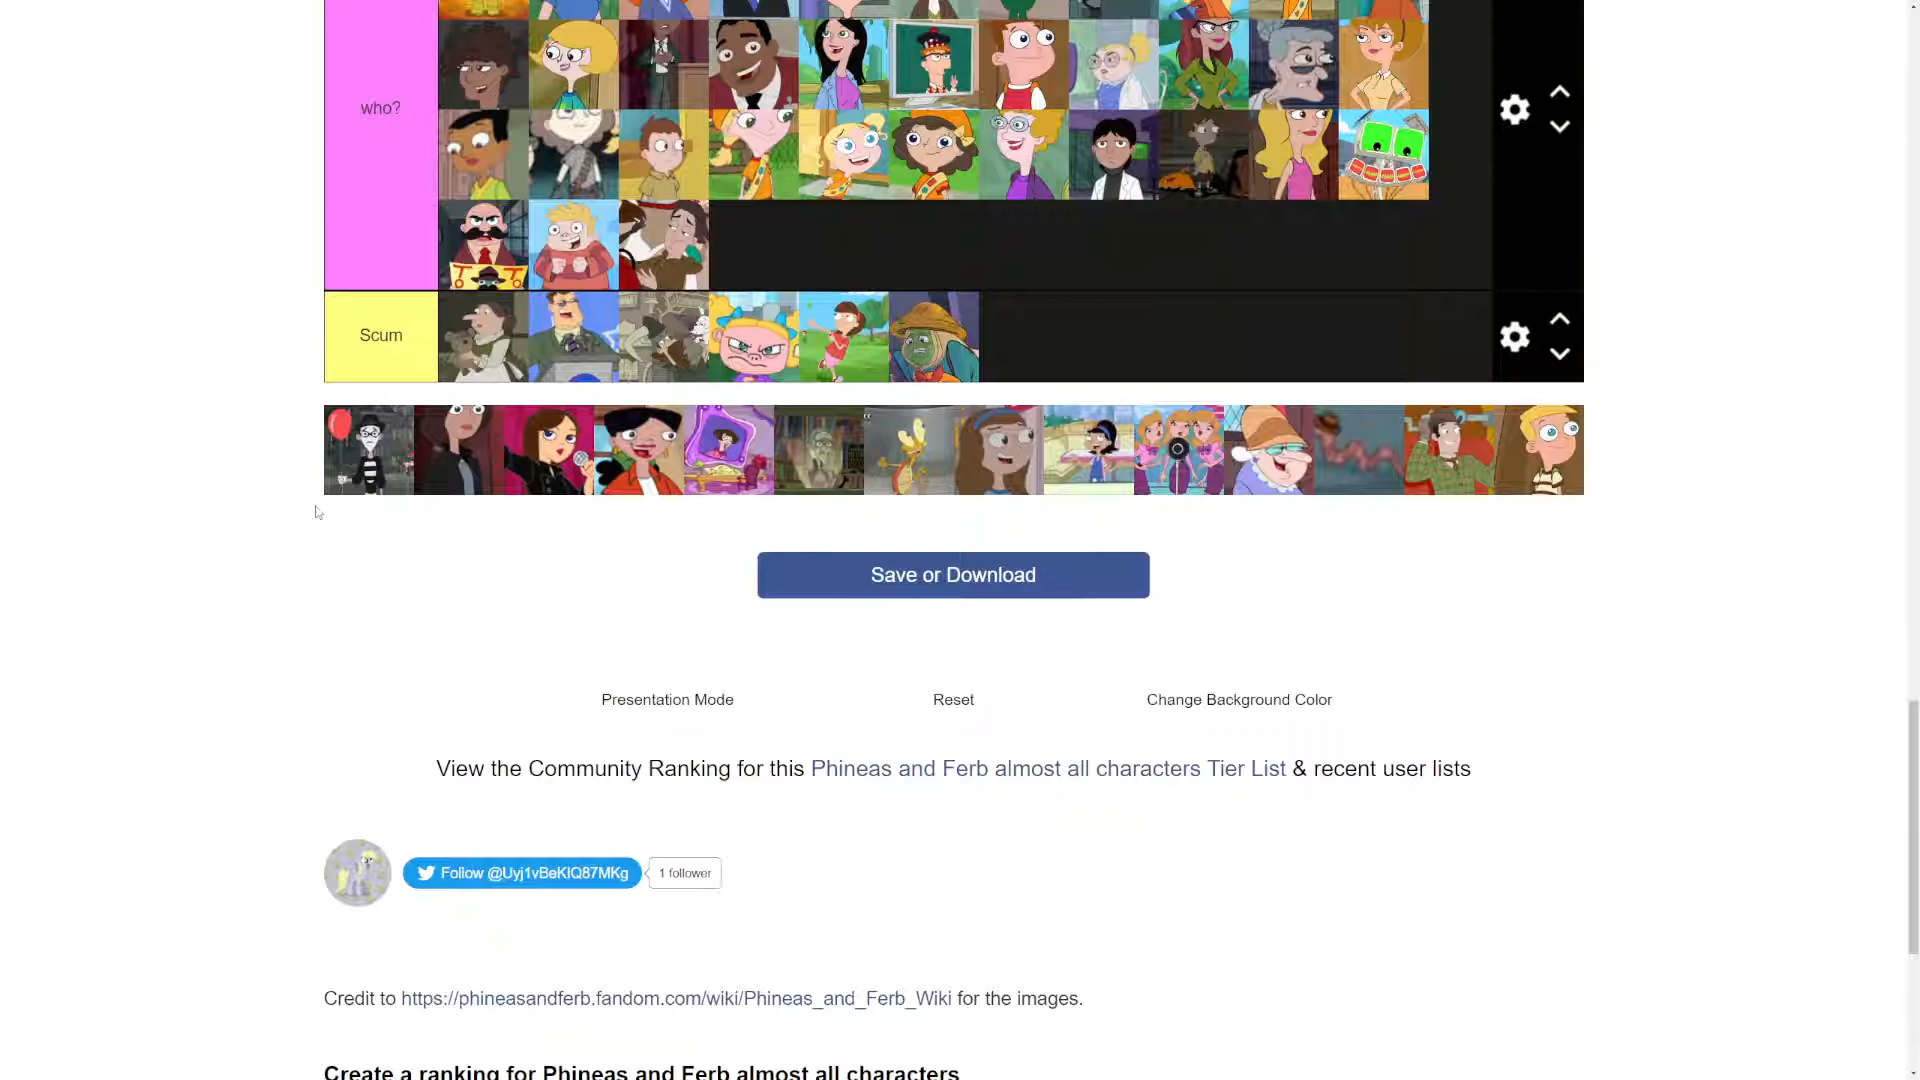 who?
Scum
Save or Download
Presentation Mode
Reset
Change Background Color
View the Community Ranking for this Phineas and Ferb almost all characters Tier List & recent user lists
Follow @Uyj1vBeKlQ87MKg
1 follower
Credit to https://phineasandferb.fandom.com/wiki/Phineas_and_Ferb_Wiki for the images.
Create a ranking for Phineas and Ferb almost all characters